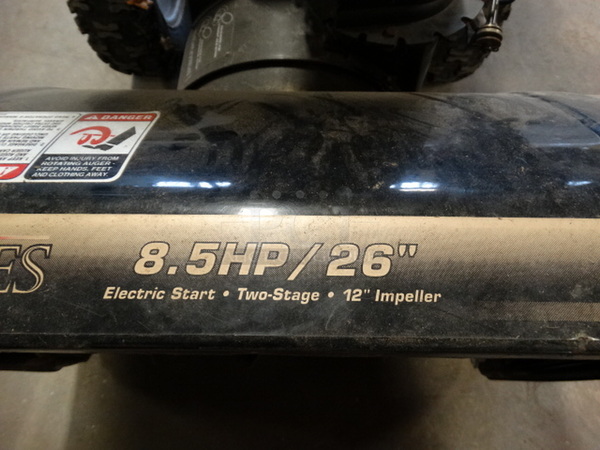 DANGER
AVOID INJURY FROM
ROTATING AUGER -
KEEP HANDS, FEET
AND CLOTHING AWAY.
ES
8.5HP / 26"
Electric Start • Two-Stage • 12" Impeller